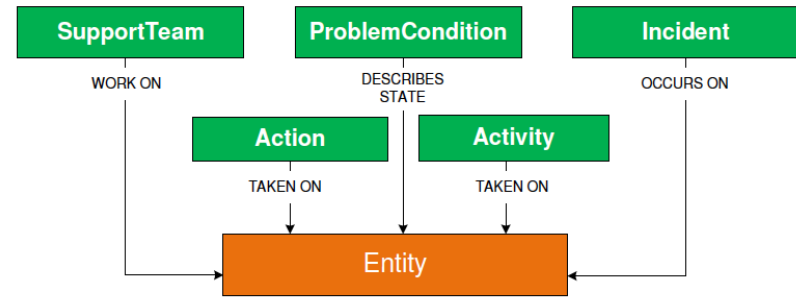 SupportTeam
ProblemCondition
Incident
WORK ON
DESCRIBES
STATE
OCCURS ON
Action
Activity
TAKEN ON
TAKEN ON
Entity